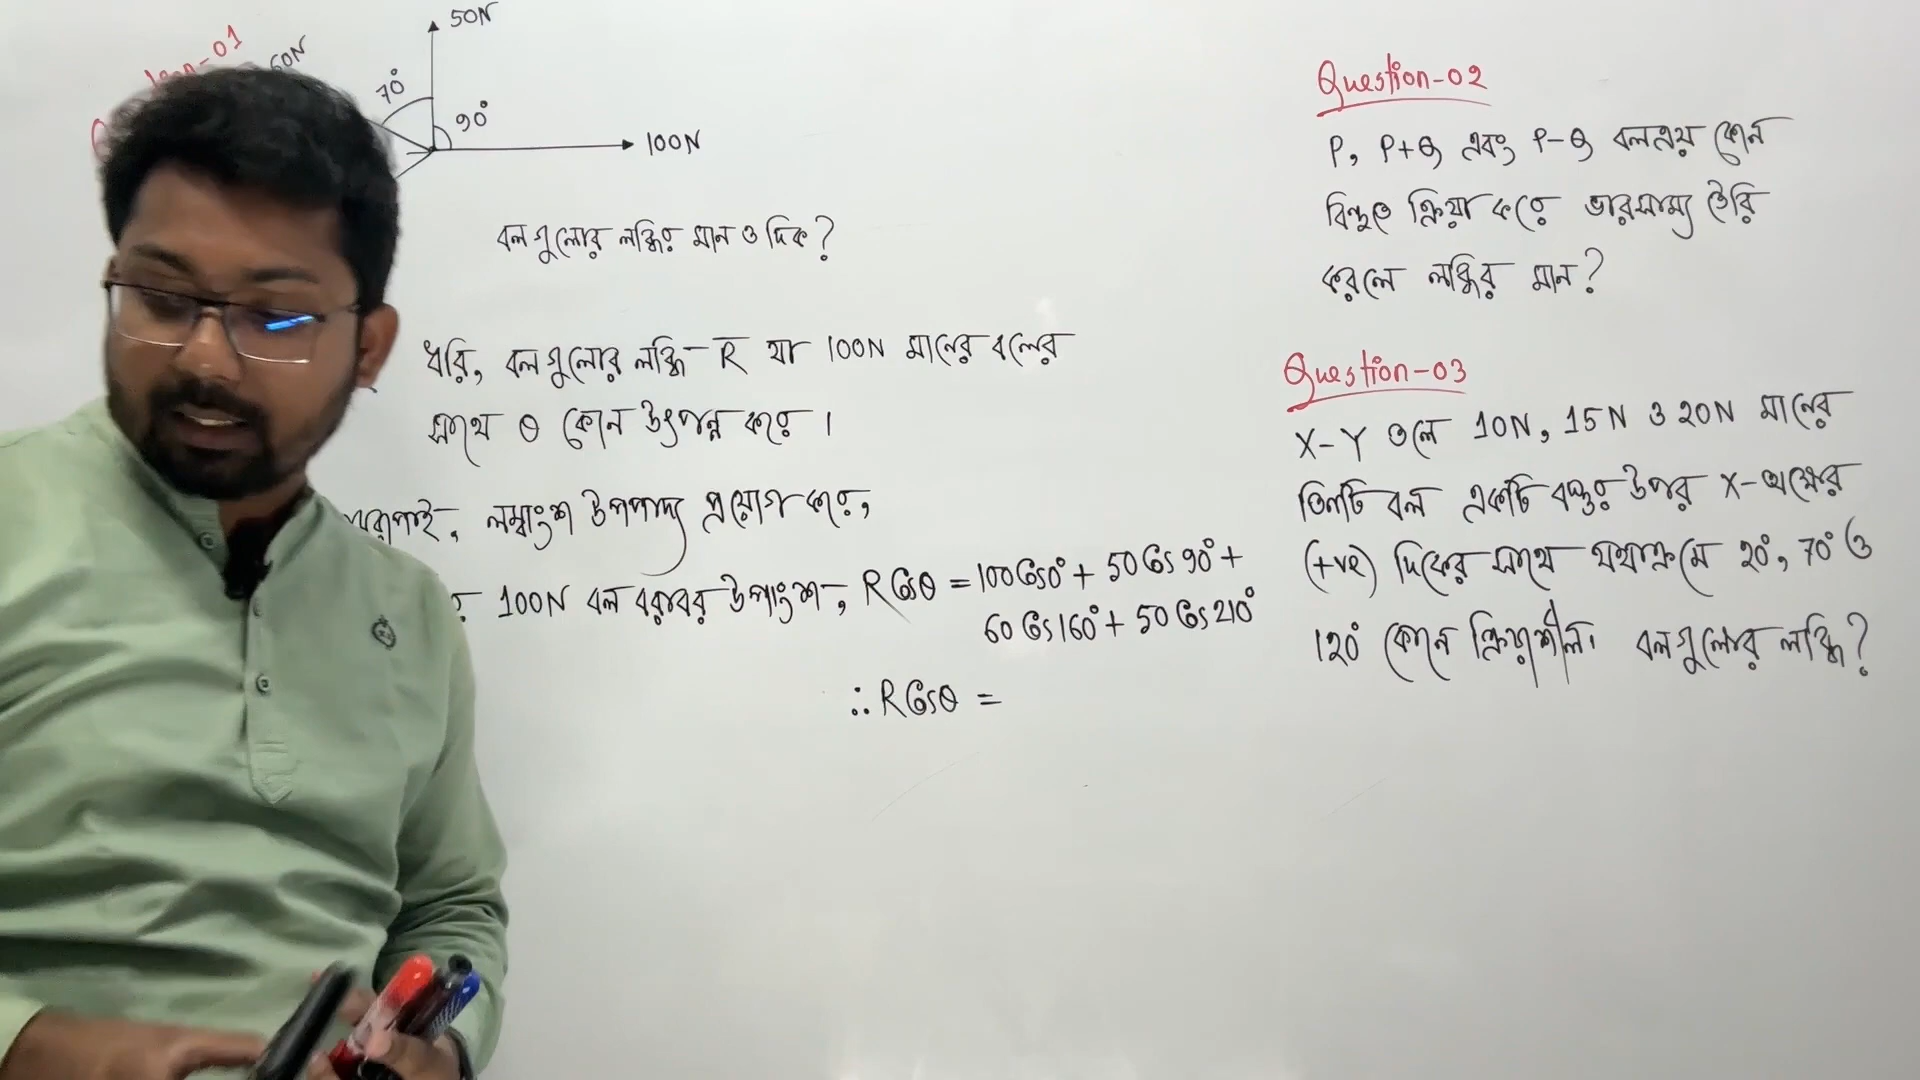 50N
60N
70°
90°
100N
বলগুলোর লব্ধির মান ও দিক?
ধরি, বলগুলোর লব্ধি R যা 100N মানের বলের
সাথে θ কোন উৎপন্ন করে।
লম্বাংশ উপপাদ্য প্রয়োগ করে,
100N বল বরাবর উপাংশ, RCosθ = 100Cos0° + 50Cos90° +
60Cos160° + 50Cos210°
∴ RCosθ =
Question-02
P, P+Q এবং P-Q বলত্রয় কোন
বিন্দুতে ক্রিয়া করে ভারসাম্য তৈরি
করলে লব্ধির মান?
Question-03
X-Y তলে 10N, 15N ও 20N মানের
তিনটি বল একটি বস্তুর উপর X-অক্ষের
(+ve) দিকের সাথে যথাক্রমে 20°, 70° ও
120° কোনে ক্রিয়াশীল। বলগুলোর লব্ধি?